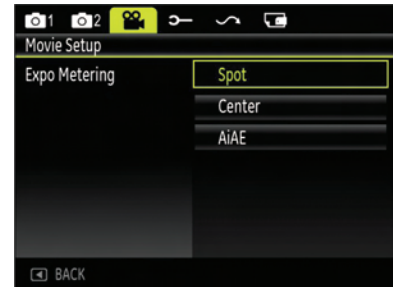 1 2
Movie Setup
Expo Metering
Spot
Center
AiAE
BACK